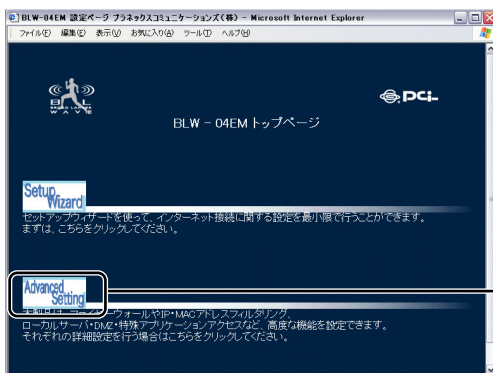 BLW-04EM 設定ページ プラネックスコミュニケーションズ(株) - Microsoft Internet Explorer
ファイル(F) 編集(E) 表示(V) お気に入り(A) ツール(T) ヘルプ(H)
BRL
WAVE
PCi
BLW - 04EM トップページ
Setup
Wizard
セットアップウィザードを使って、インターネット接続に関する設定を最小限で行うことができます。
まずは、こちらをクリックしてください。
Advanced
Setting
ォールやIP・MACアドレスフィルタリング、
ローカルサーバ・DMZ・特殊アプリケーションアクセスなど、高度な機能を設定できます。
それぞれの詳細設定を行う場合はこちらをクリックしてください。